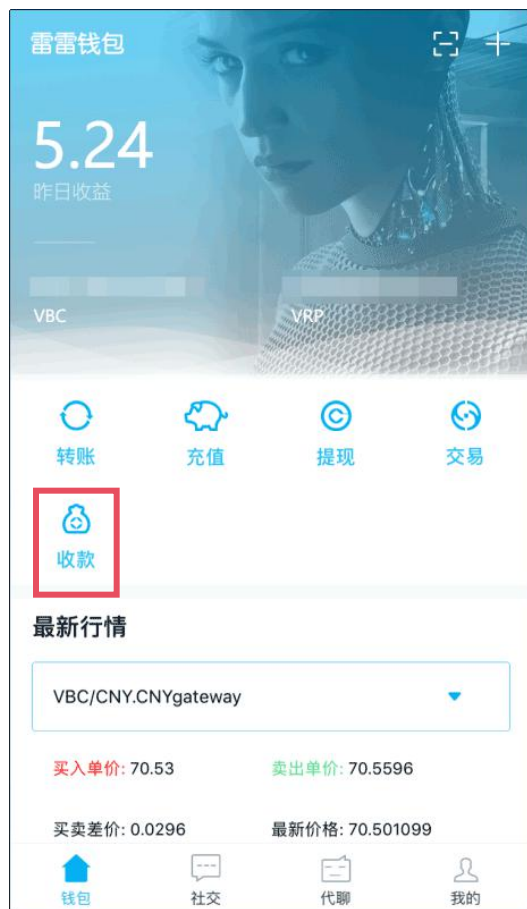 雷雷钱包
5.24
昨日收益
VBC VRP
转账 充值 提现 交易
收款
最新行情
VBC/CNY.CNYgateway
买入单价: 70.53 卖出单价: 70.5596
买卖差价: 0.0296 最新价格: 70.501099
钱包 社交 代聊 我的